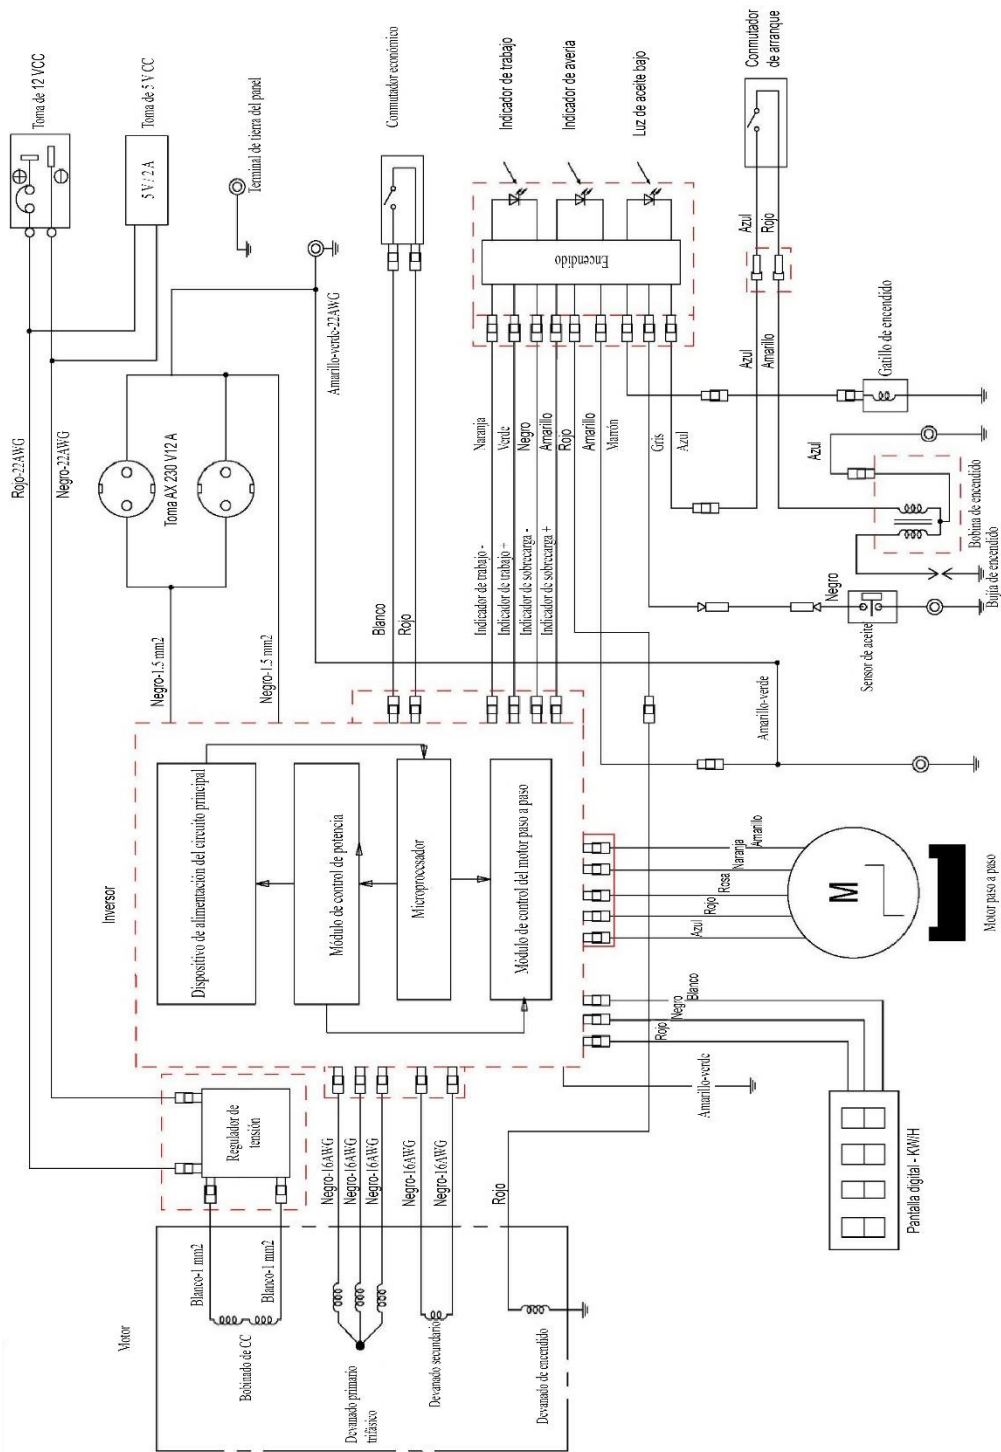 Toma de 12 VCC
Toma de 5 V CC
5 V / 2 A
Terminal de tierra del panel
Rojo-22AWG
Negro-22AWG
Toma AX 230 V12 A
Amarillo-verde-22AWG
Negro-1.5 mm2
Negro-1.5 mm2
Conmutador económico
Blanco
Rojo
Indicador de trabajo
Indicador de avería
Luz de aceite bajo
Encendido
Conmutador
de arranque
Azul
Rojo
Azul
Amarillo
Naranja
Verde
Negro
Amarillo
Rojo
Amarillo
Marrón
Gris
Azul
Indicador de trabajo -
Indicador de trabajo +
Indicador de sobrecarga -
Indicador de sobrecarga +
Gatillo de encendido
Azul
Bobina de encendido
Bujía de encendido
Negro
Sensor de aceite
Amarillo-verde
Inversor
Dispositivo de alimentación del circuito principal
Módulo de control de potencia
Microprocesador
Módulo de control del motor paso a paso
Amarillo
Naranja
Rosa
Rojo
Azul
M
Motor paso a paso
Blanco
Negro
Rojo
Amarillo-verde
Pantalla digital - KW/H
Regulador de
tensión
Motor
Blanco-1 mm2
Blanco-1 mm2
Bobinado de CC
Negro-16AWG
Negro-16AWG
Negro-16AWG
Negro-16AWG
Negro-16AWG
Devanado primario
trifásico
Devanado secundario
Rojo
Devanado de encendido